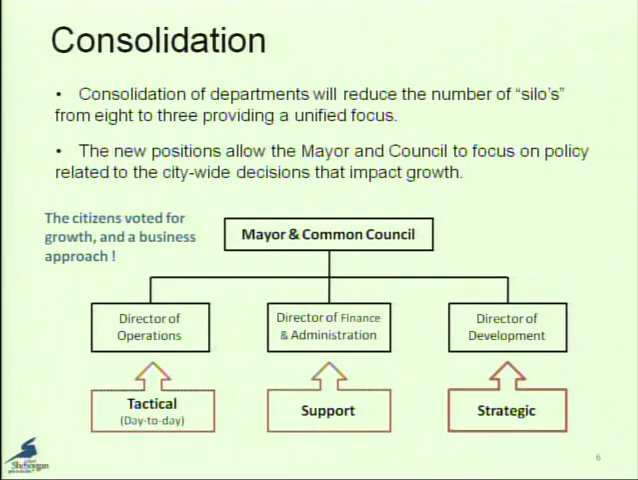 Consolidation
• Consolidation of departments will reduce the number of “silo’s”
from eight to three providing a unified focus.
• The new positions allow the Mayor and Council to focus on policy
related to the city-wide decisions that impact growth.
The citizens voted for
growth, and a business
approach !
Mayor & Common Council
Director of
Operations
Director of Finance
& Administration
Director of
Development
Tactical
(Day-to-day)
Support
Strategic
Sheboygan
6